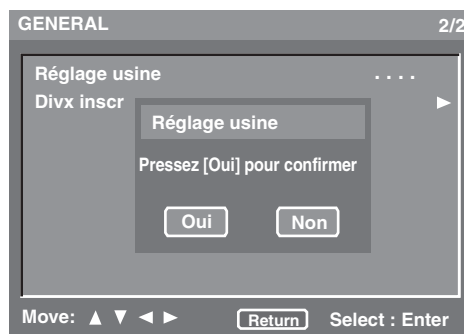 GENERAL 2/2
Réglage usine ....
Divx inscr ▶
Réglage usine
Pressez [Oui] pour confirmer
Oui Non
Move: ▲ ▼ ◄ ► Return Select : Enter